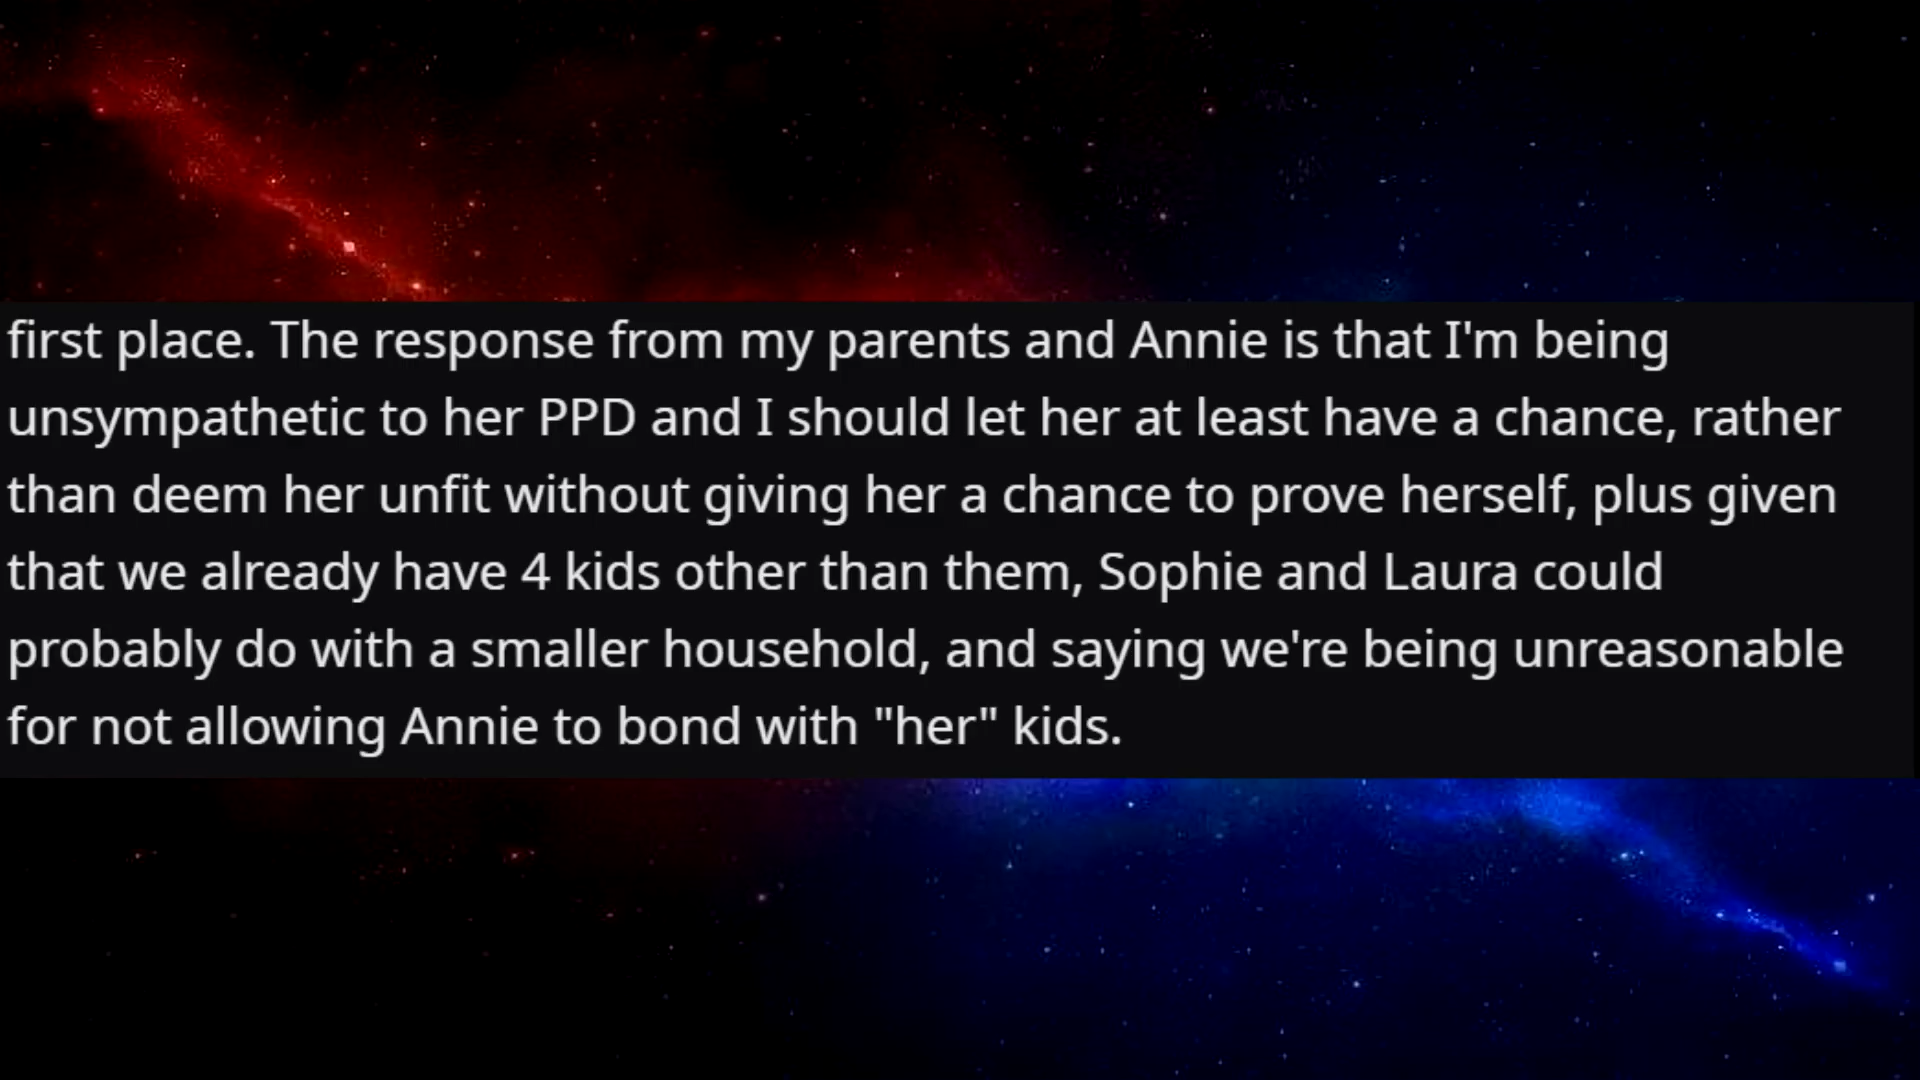 first place. The response from my parents and Annie is that I'm being
unsympathetic to her PPD and I should let her at least have a chance, rather
than deem her unfit without giving her a chance to prove herself, plus given
that we already have 4 kids other than them, Sophie and Laura could
probably do with a smaller household, and saying we're being unreasonable
for not allowing Annie to bond with "her" kids.